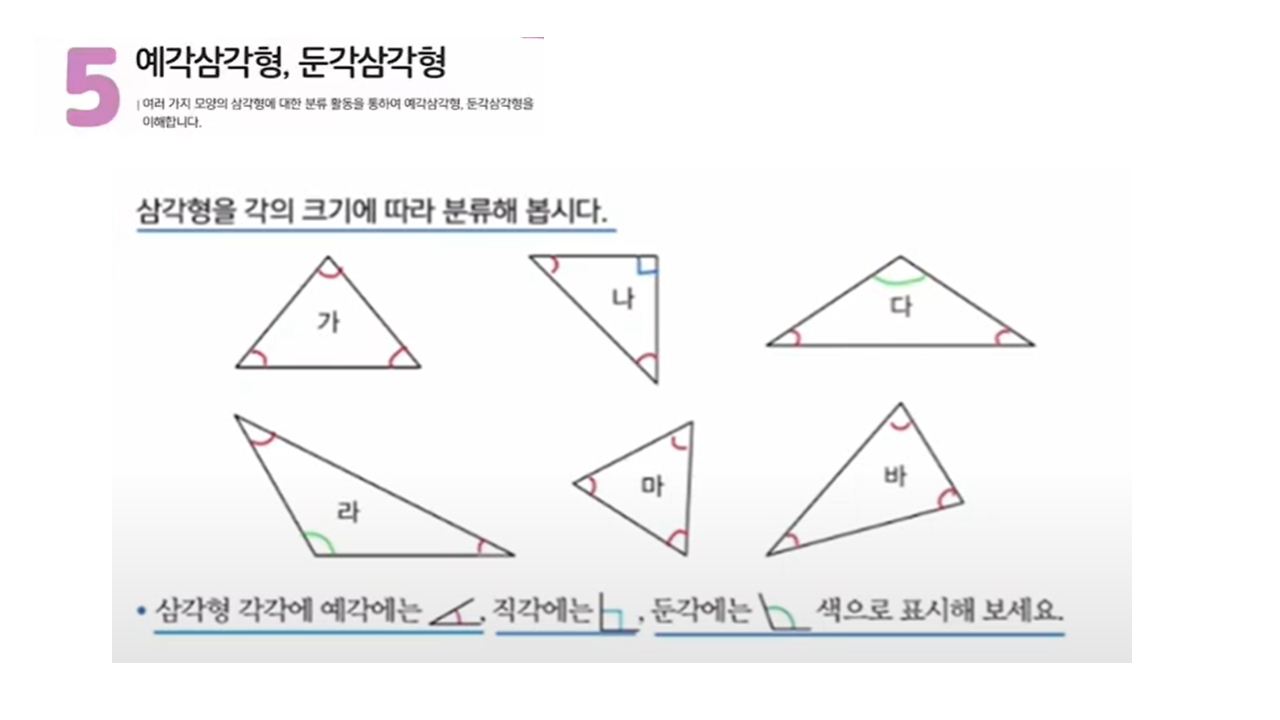 5
예각삼각형, 둔각삼각형
여러 가지 모양의 삼각형에 대한 분류 활동을 통하여 예각삼각형, 둔각삼각형을
이해합니다.
삼각형을 각의 크기에 따라 분류해 봅시다.
가
나
다
라
마
바
• 삼각형 각각에 예각에는 , 직각에는 , 둔각에는 색으로 표시해 보세요.